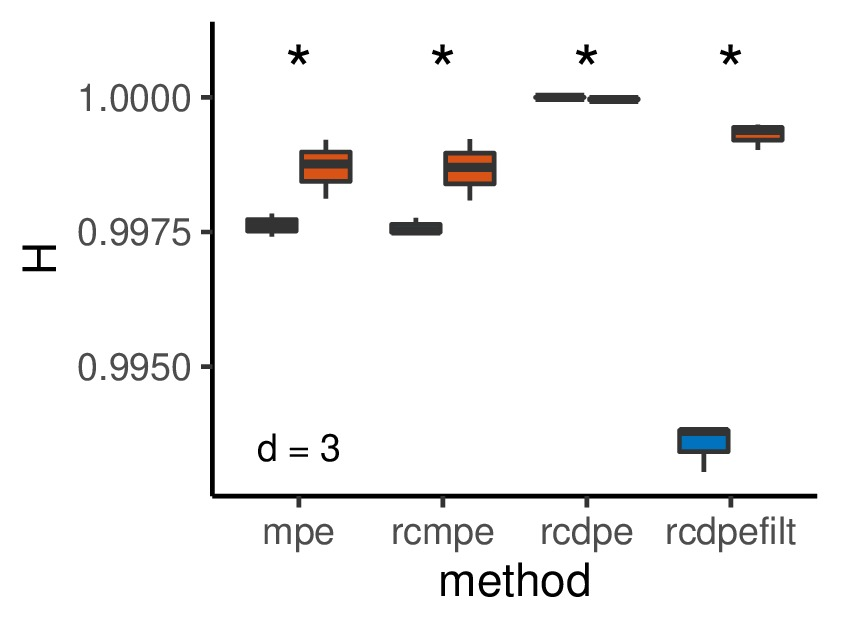 * * * *
1.0000
0.9975
0.9950
H
d = 3
mpe rcmpe rcdpe rcdpefilt
method